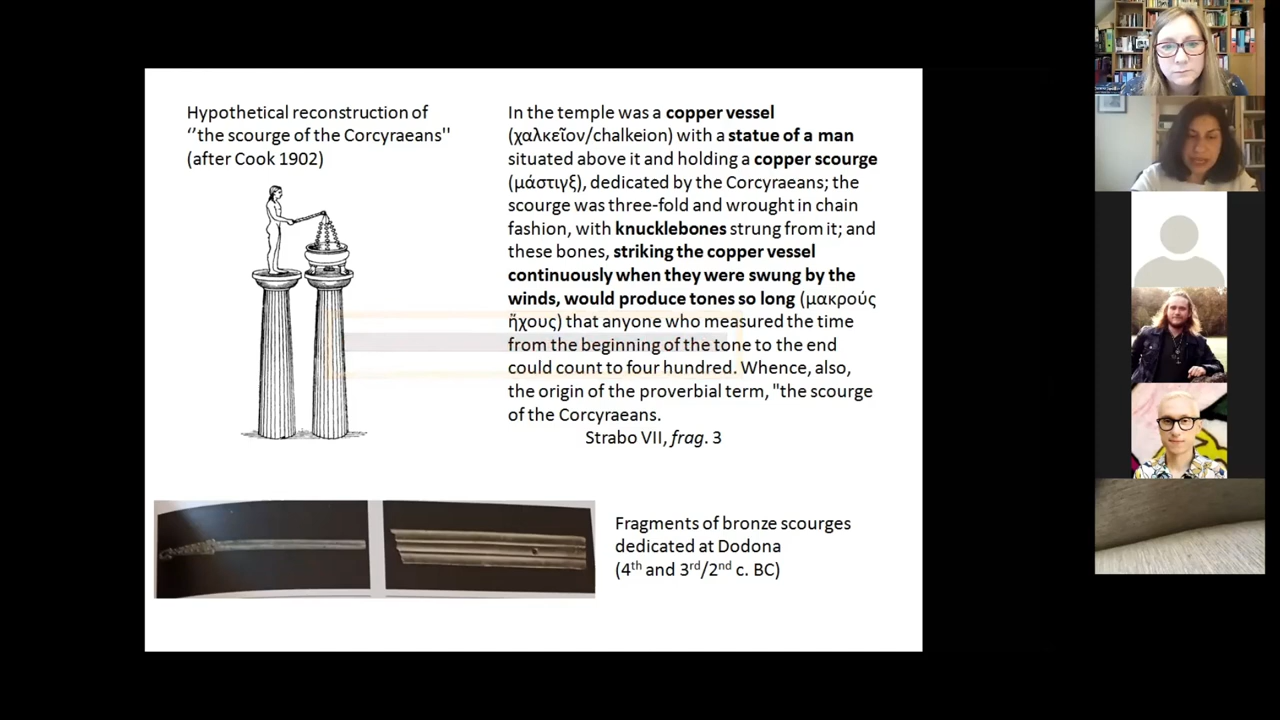 Hypothetical reconstruction of
‘’the scourge of the Corcyraeans''
(after Cook 1902)
In the temple was a copper vessel
(χαλκεῖον/chalkeion) with a statue of a man
situated above it and holding a copper scourge
(μάστιγξ), dedicated by the Corcyraeans; the
scourge was three-fold and wrought in chain
fashion, with knucklebones strung from it; and
these bones, striking the copper vessel
continuously when they were swung by the
winds, would produce tones so long (μακρούς
ἤχους) that anyone who measured the time
from the beginning of the tone to the end
could count to four hundred. Whence, also,
the origin of the proverbial term, "the scourge
of the Corcyraeans.
Strabo VII, frag. 3
Fragments of bronze scourges
dedicated at Dodona
(4th and 3rd/2nd c. BC)